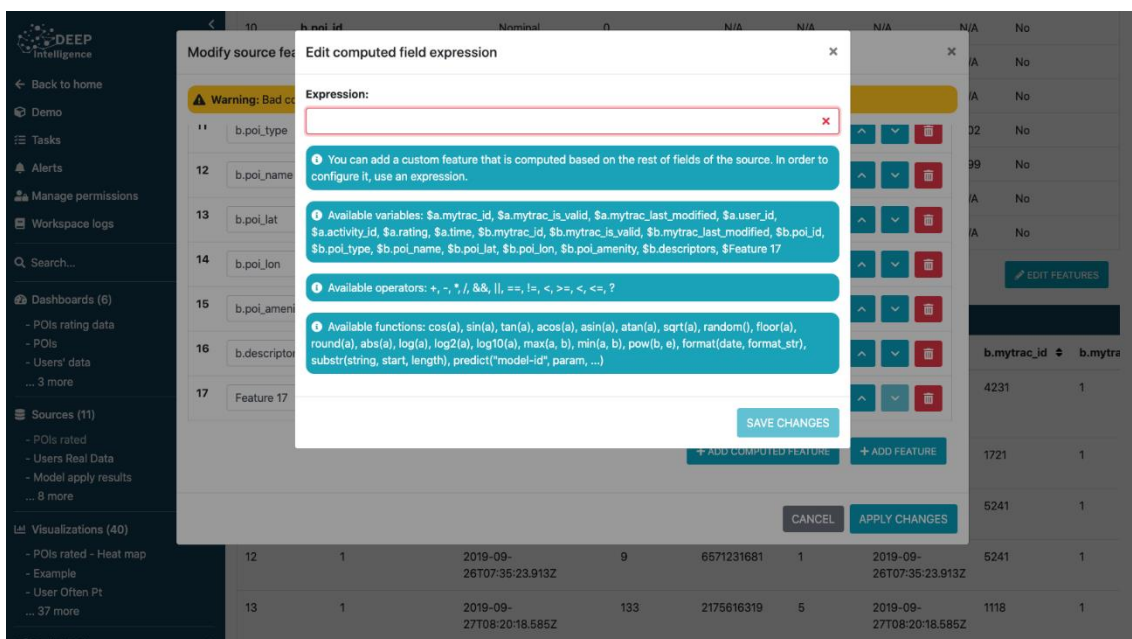 DEEP
Intelligence
Back to home
Demo
Tasks
Alerts
Manage permissions
Workspace logs
Search...
Dashboards (6)
- POIs rating data
- POIs
- Users' data
... 3 more
Sources (11)
- POIs rated
- Users Real Data
- Model apply results
... 8 more
Visualizations (40)
- POIs rated - Heat map
- Example
- User Often Pt
... 37 more
10 b.poi_id Nominal 0 N/A N/A N/A N/A No
Modify source fea
×
Warning: Bad co
11 b.poi_type
12 b.poi_name
13 b.poi_lat
14 b.poi_lon
15 b.poi_ameni
16 b.descriptor
17 Feature 17
Edit computed field expression ×
Expression:
You can add a custom feature that is computed based on the rest of fields of the source. In order to
configure it, use an expression.
Available variables: $a.mytrac_id, $a.mytrac_is_valid, $a.mytrac_last_modified, $a.user_id,
$a.activity_id, $a.rating, $a.time, $b.mytrac_id, $b.mytrac_is_valid, $b.mytrac_last_modified, $b.poi_id,
$b.poi_type, $b.poi_name, $b.poi_lat, $b.poi_lon, $b.poi_amenity, $b.descriptors, $Feature 17
Available operators: +, -, *, /, &&, ||, ==, !=, <, >=, <, <=, ?
Available functions: cos(a), sin(a), tan(a), acos(a), asin(a), atan(a), sqrt(a), random(), floor(a),
round(a), abs(a), log(a), log2(a), log10(a), max(a, b), min(a, b), pow(b, e), format(date, format_str),
substr(string, start, length), predict("model-id", param, ...)
SAVE CHANGES
+ ADD COMPUTED FEATURE
+ ADD FEATURE
CANCEL
APPLY CHANGES
/A No
/A No
02 No
99 No
/A No
/A No
EDIT FEATURES
b.mytrac_id b.mytra
4231 1
1721 1
5241 1
12 1 2019-09- 9 6571231681 1 2019-09- 5241 1
26T07:35:23.913Z 26T07:35:23.913Z
13 1 2019-09- 133 2175616319 5 2019-09- 1118 1
27T08:20:18.585Z 27T08:20:18.585Z